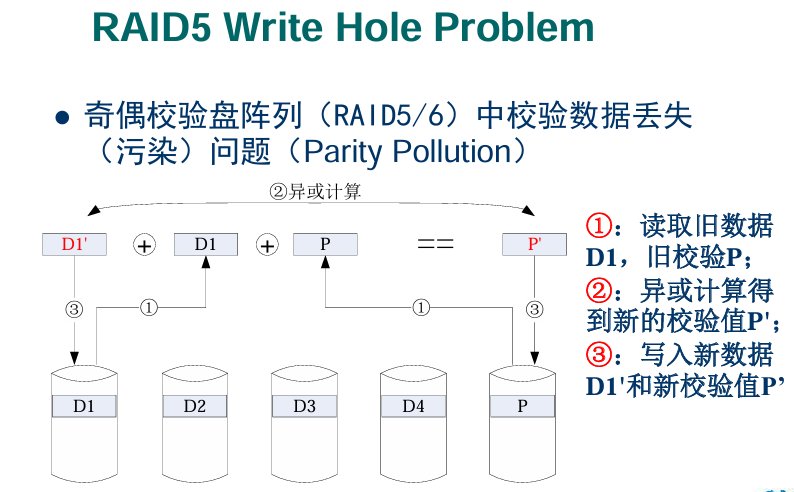 RAID5 Write Hole Problem
● 奇偶校验盘阵列（RAID5/6）中校验数据丢失
（污染）问题（Parity Pollution）
②异或计算
D1' + D1 + P == P'
③ ① ① ③
D1 D2 D3 D4 P
①：读取旧数据
D1，旧校验P；
②：异或计算得
到新的校验值P'；
③：写入新数据
D1'和新校验值P’